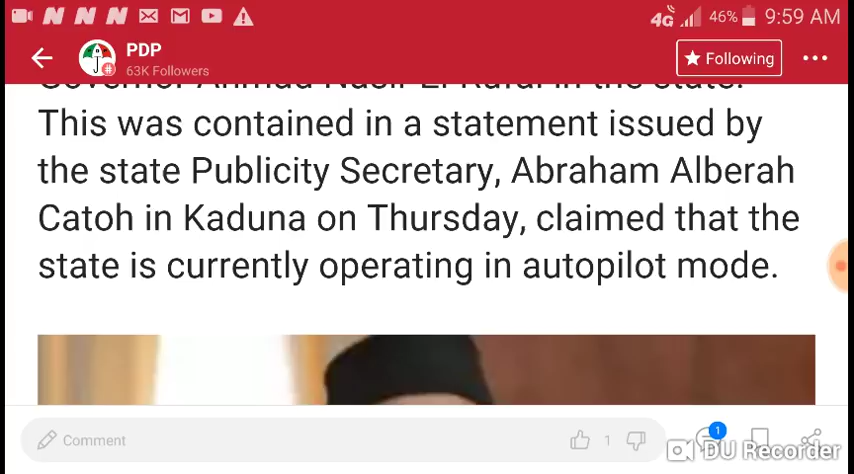 4G 46% 9:59 AM
PDP
63K Followers
Following
This was contained in a statement issued by
the state Publicity Secretary, Abraham Alberah
Catoh in Kaduna on Thursday, claimed that the
state is currently operating in autopilot mode.
Comment
1
1
DU Recorder